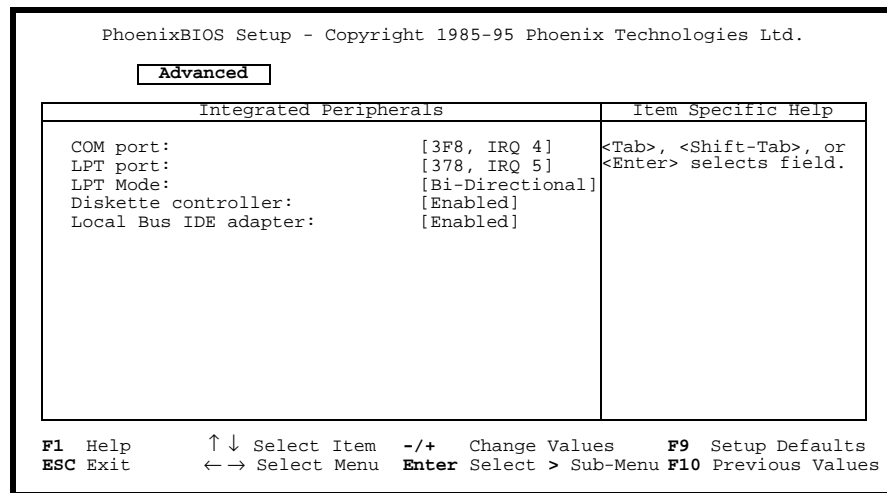 PhoenixBIOS Setup - Copyright 1985-95 Phoenix Technologies Ltd.
Advanced
Integrated Peripherals Item Specific Help
COM port: [3F8, IRQ 4] <Tab>, <Shift-Tab>, or
LPT port: [378, IRQ 5] <Enter> selects field.
LPT Mode: [Bi-Directional]
Diskette controller: [Enabled]
Local Bus IDE adapter: [Enabled]
F1 Help ↑↓ Select Item -/+ Change Values F9 Setup Defaults
ESC Exit ←→ Select Menu Enter Select > Sub-Menu F10 Previous Values